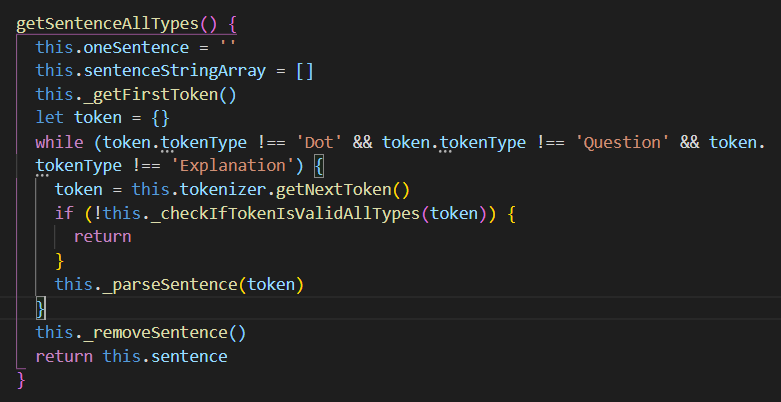 getSentenceAllTypes() {
this.oneSentence = ''
this.sentenceStringArray = []
this._getFirstToken()
let token = {}
while (token.tokenType !== 'Dot' && token.tokenType !== 'Question' && token.
tokenType !== 'Explanation') {
token = this.tokenizer.getNextToken()
if (!this._checkIfTokenIsValidAllTypes(token)) {
return
}
this._parseSentence(token)
}
this._removeSentence()
return this.sentence
}